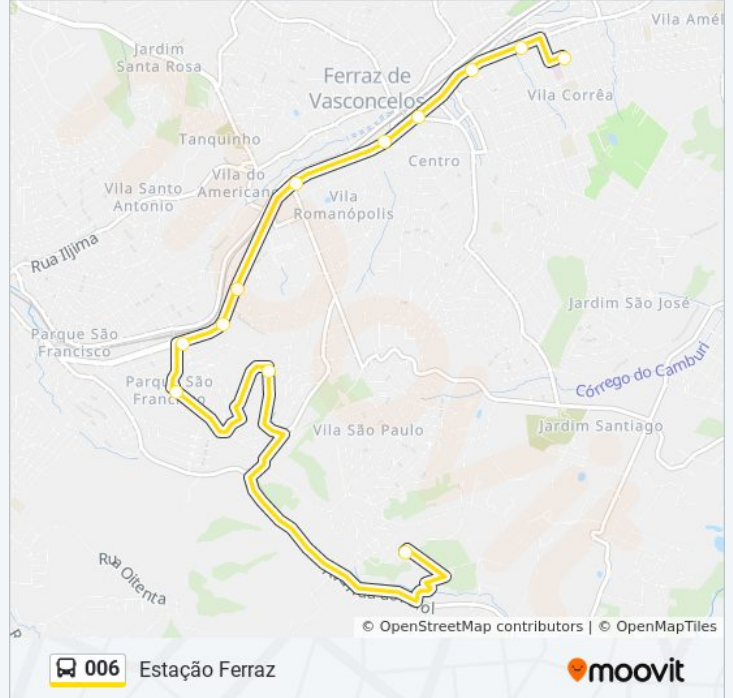 Vila Amél
Jardim
Santa Rosa
Ferraz de
Vasconcelos
Vila Corrêa
Tanquinho
Centro
Vila do
Americano
Vila Santo
Antonio
Vila
Romanópolis
Rua Iijima
Jardim São José
Parque São
Francisco
Córrego do Camburi
Parque São
Francisco
Jardim Santiago
Vila São Paulo
Rua Oitenta
© OpenStreetMap contributors | © OpenMapTiles
006 Estação Ferraz
moovit